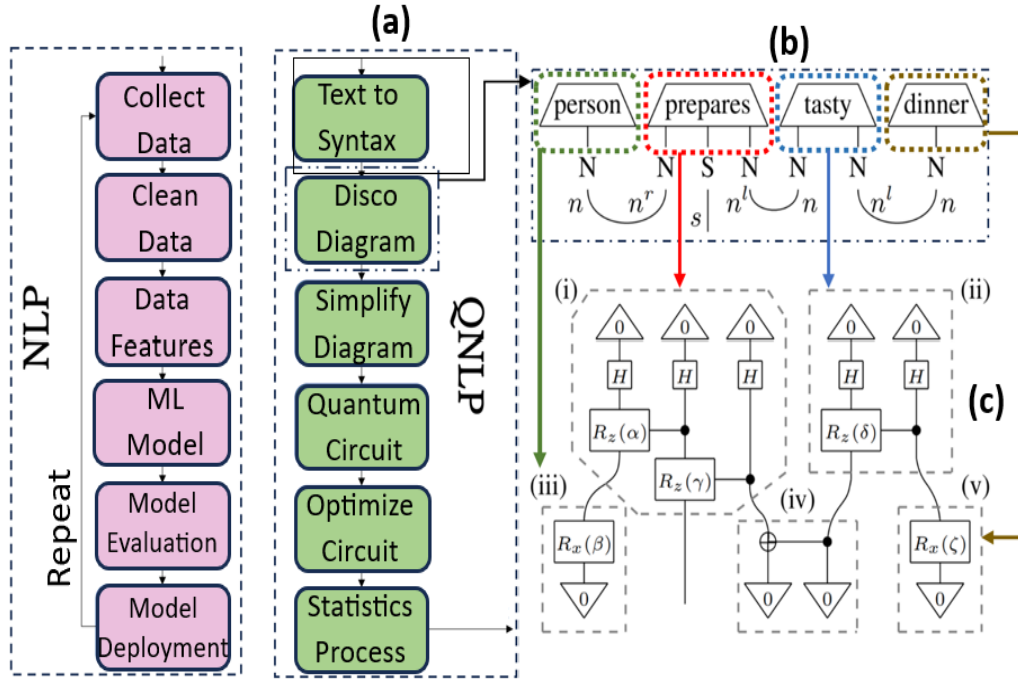 (a)
NLP
Collect
Data
Clean
Data
Data
Features
ML
Model
Model
Evaluation
Model
Deployment
Repeat
QNLP
Text to
Syntax
Disco
Diagram
Simplify
Diagram
Quantum
Circuit
Optimize
Circuit
Statistics
Process
(b)
person prepares tasty dinner
N N S N N N N
n n^r s n^l n n^l n
(c)
(i)
0 0 0
H H H
R_z(α)
R_z(γ)
(ii)
0 0
H H
R_z(δ)
(iii)
R_x(β)
0
(iv)
0 0
(v)
R_x(ζ)
0